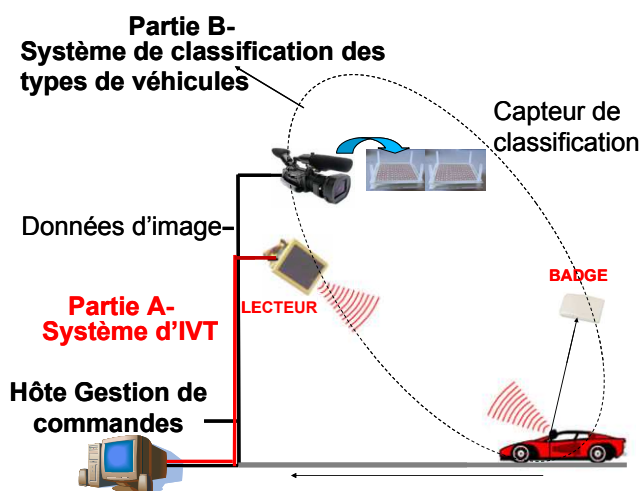 Partie B-
Système de classification des
types de véhicules
Capteur de
classification
Données d'image
BADGE
LECTEUR
Partie A-
Système d'IVT
Hôte Gestion de
commandes